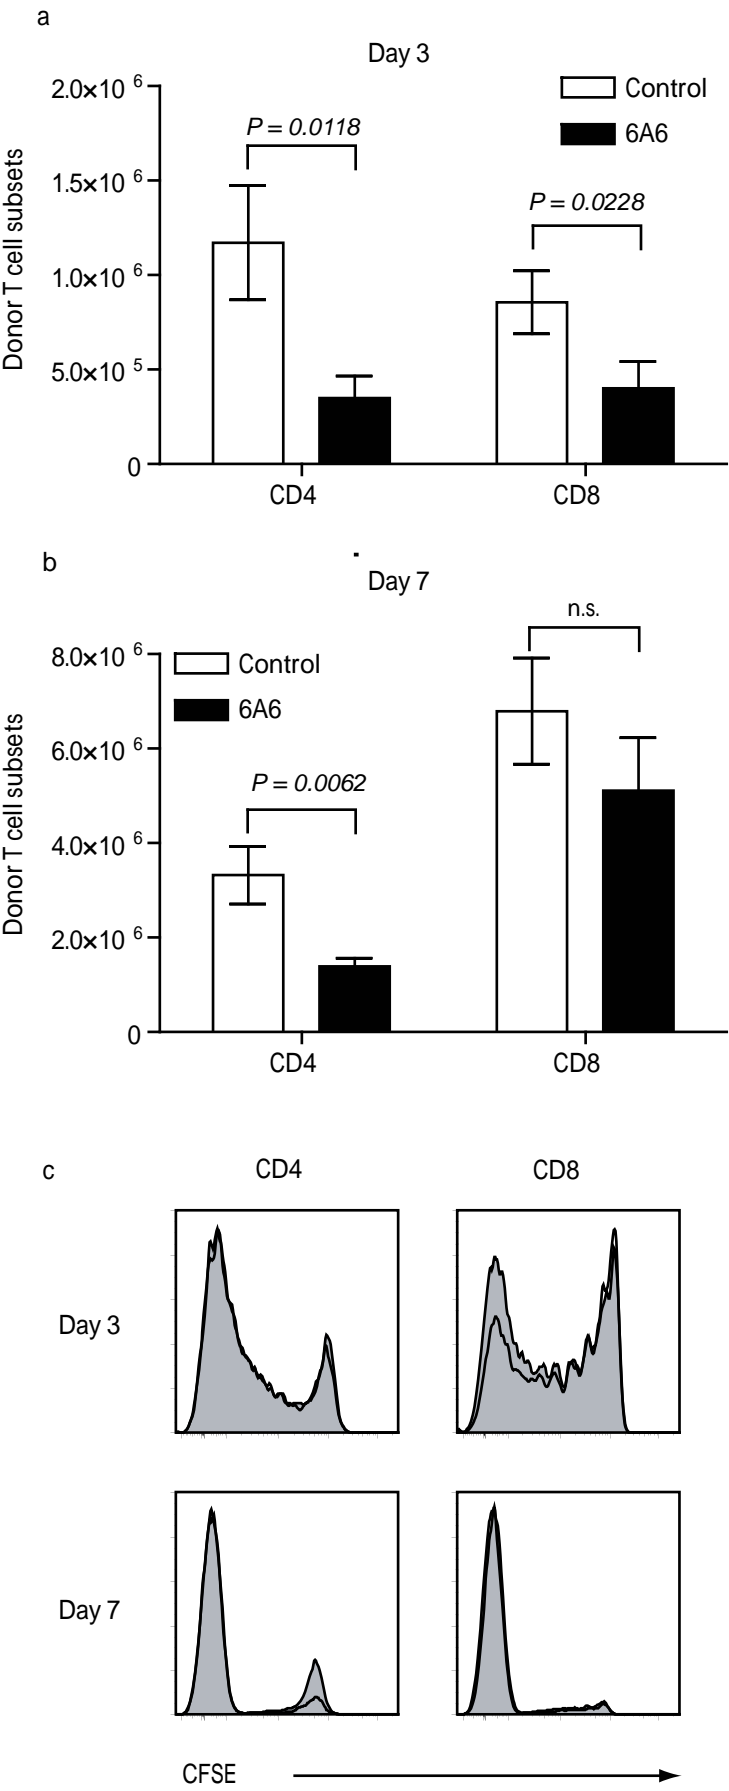 a
Day 3
2.0×10 6
Control
P = 0.0118
6A6
1.5×10 6
P = 0.0228
Donor T cell subsets
1.0×10 6
5.0×10 5
0
CD4
CD8
b
Day 7
n.s.
8.0×10 6
Control
6A6
6.0×10 6
P = 0.0062
Donor T cell subsets
4.0×10 6
2.0×10 6
0
CD4
CD8
c
CD4
CD8
Day 3
Day 7
CFSE